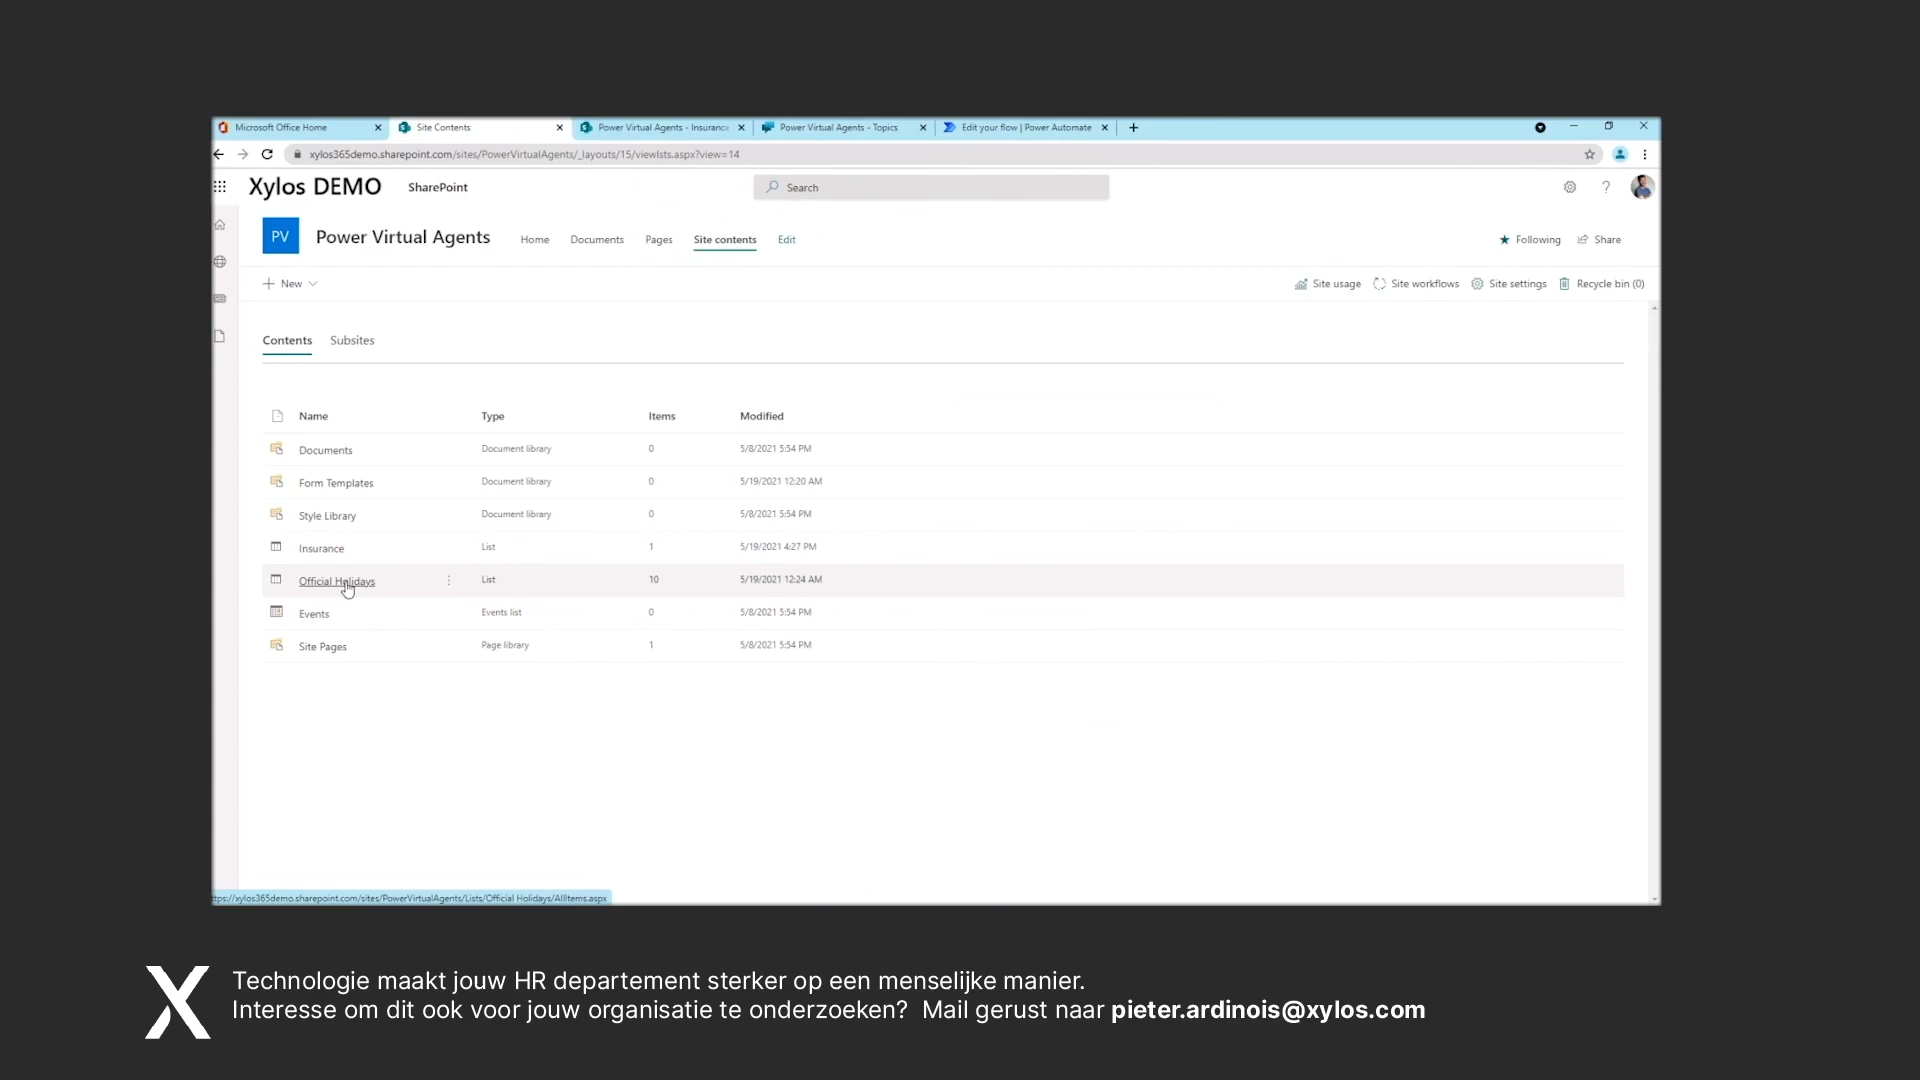 Microsoft Office Home
Site Contents
Power Virtual Agents - Insurance
Power Virtual Agents - Topics
Edit your flow | Power Automate
xylos365demo.sharepoint.com/sites/PowerVirtualAgents/_layouts/15/viewlsts.aspx?view=14
Xylos DEMO SharePoint Search
PV Power Virtual Agents Home Documents Pages Site contents Edit Following Share
New Site usage Site workflows Site settings Recycle bin (0)
Contents Subsites
Name Type Items Modified
Documents Document library 0 5/8/2021 5:54 PM
Form Templates Document library 0 5/19/2021 12:20 AM
Style Library Document library 0 5/8/2021 5:54 PM
Insurance List 1 5/19/2021 4:27 PM
Official Holidays List 10 5/19/2021 12:24 AM
Events Events list 0 5/8/2021 5:54 PM
Site Pages Page library 1 5/8/2021 5:54 PM
ttps://xylos365demo.sharepoint.com/sites/PowerVirtualAgents/Lists/Official Holidays/AllItems.aspx
X Technologie maakt jouw HR departement sterker op een menselijke manier.
Interesse om dit ook voor jouw organisatie te onderzoeken? Mail gerust naar pieter.ardinois@xylos.com